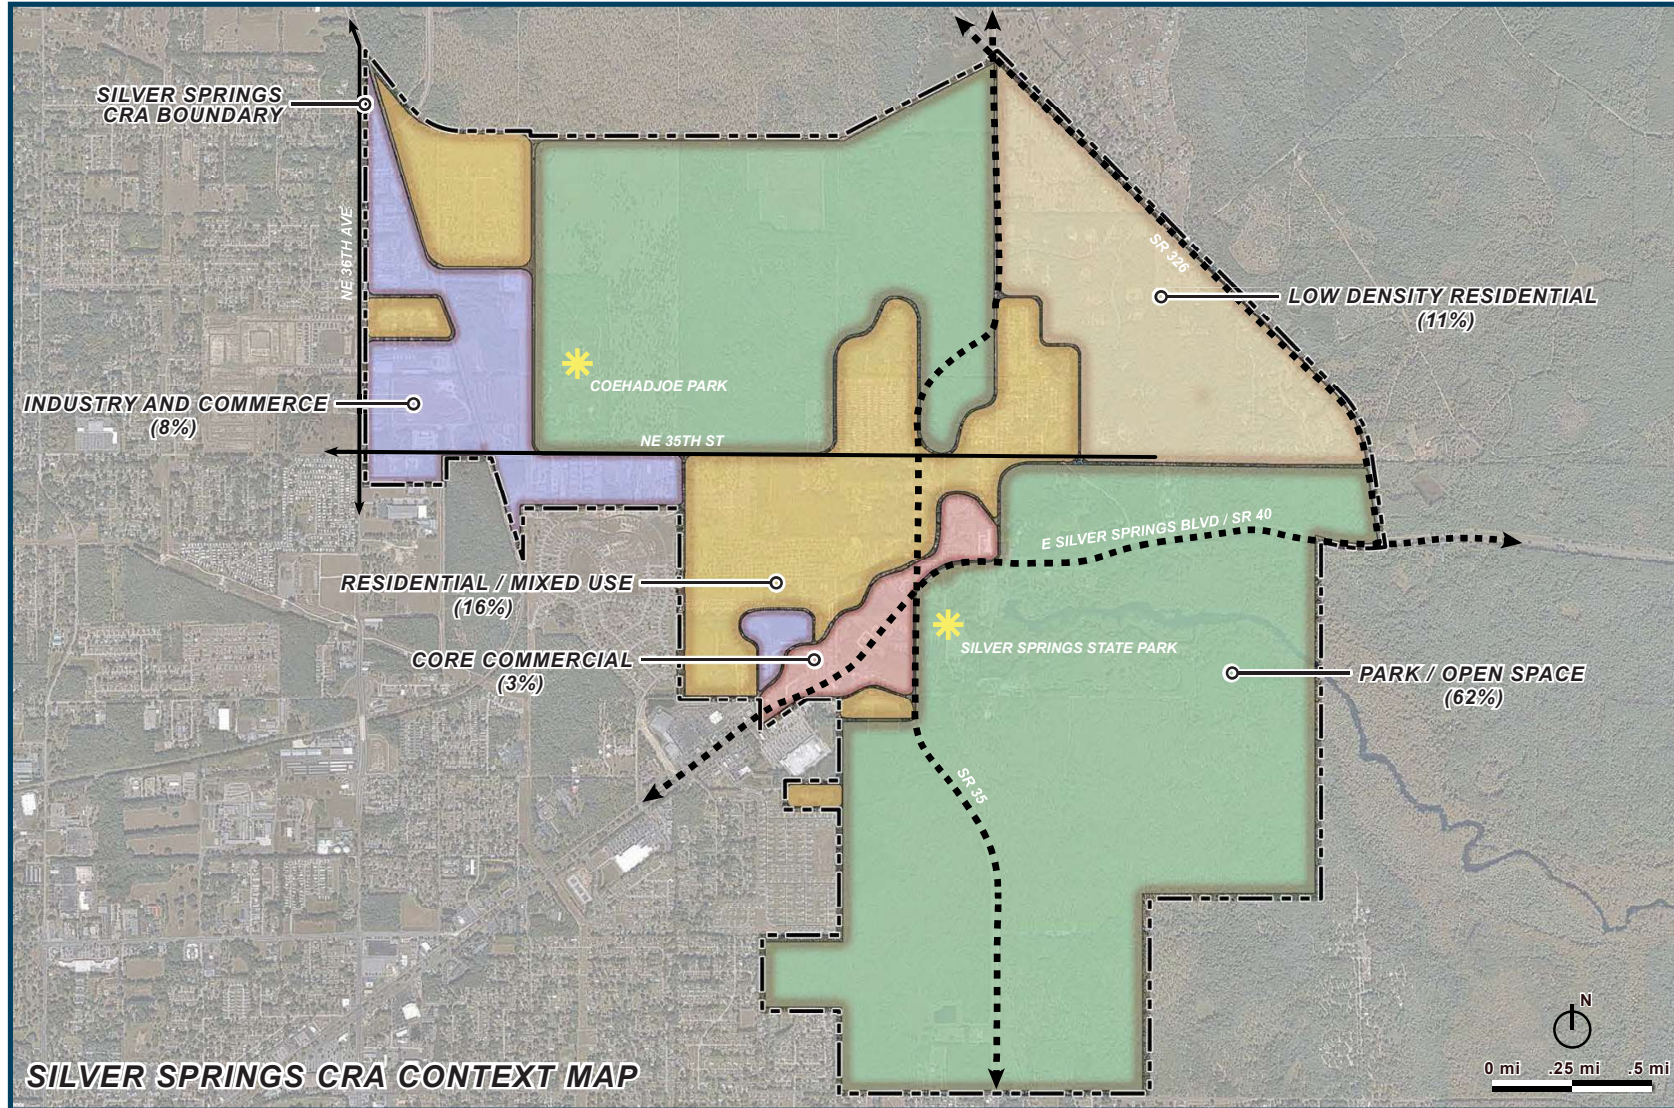 SILVER SPRINGS
CRA BOUNDARY
NE 36TH AVE
SR 326
LOW DENSITY RESIDENTIAL
(11%)
COEHADJOE PARK
INDUSTRY AND COMMERCE
(8%)
NE 35TH ST
E SILVER SPRINGS BLVD / SR 40
RESIDENTIAL / MIXED USE
(16%)
SILVER SPRINGS STATE PARK
CORE COMMERCIAL
(3%)
PARK / OPEN SPACE
(62%)
SR 35
N
0 mi .25 mi .5 mi
SILVER SPRINGS CRA CONTEXT MAP